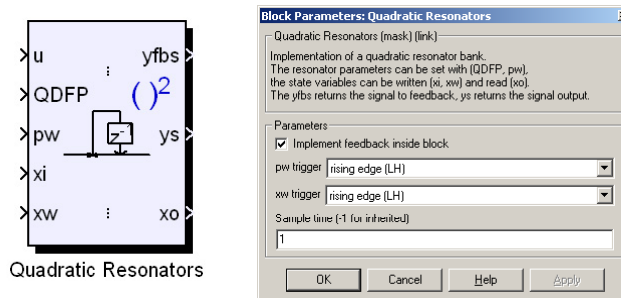 u
yfbs
QDFP
( )2
pw
z-1
ys
xi
xw
xo
Quadratic Resonators
Block Parameters: Quadratic Resonators
Quadratic Resonators (mask) (link)
Implementation of a quadratic resonator bank.
The resonator parameters can be set with (QDFP, pw),
the state variables can be written (xi, xw) and read (xo).
The yfbs returns the signal to feedback, ys returns the signal output.
Parameters
Implement feedback inside block
pw trigger rising edge (LH)
xw trigger rising edge (LH)
Sample time (-1 for inherited)
1
OK Cancel Help Apply